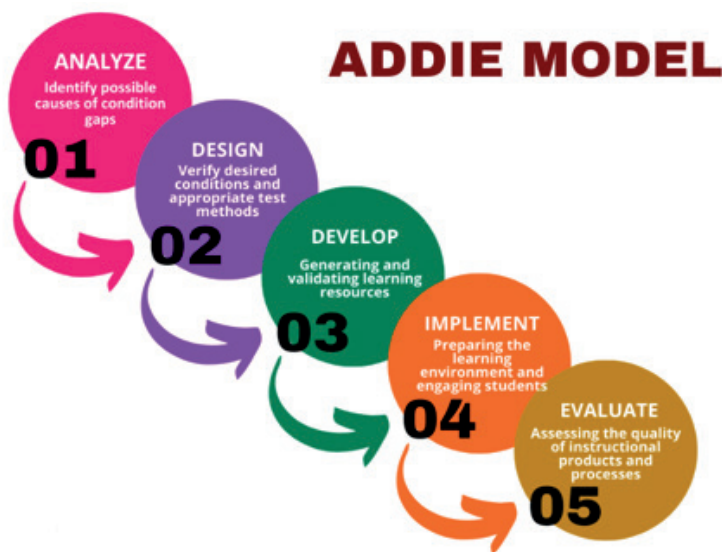 ADDIE MODEL
ANALYZE
Identify possible
causes of condition
gaps
01
DESIGN
Verify desired
conditions and
appropriate test
methods
02
DEVELOP
Generating and
validating learning
resources
03
IMPLEMENT
Preparing the
learning
environment and
engaging students
04
EVALUATE
Assessing the quality
of instructional
products and
processes
05